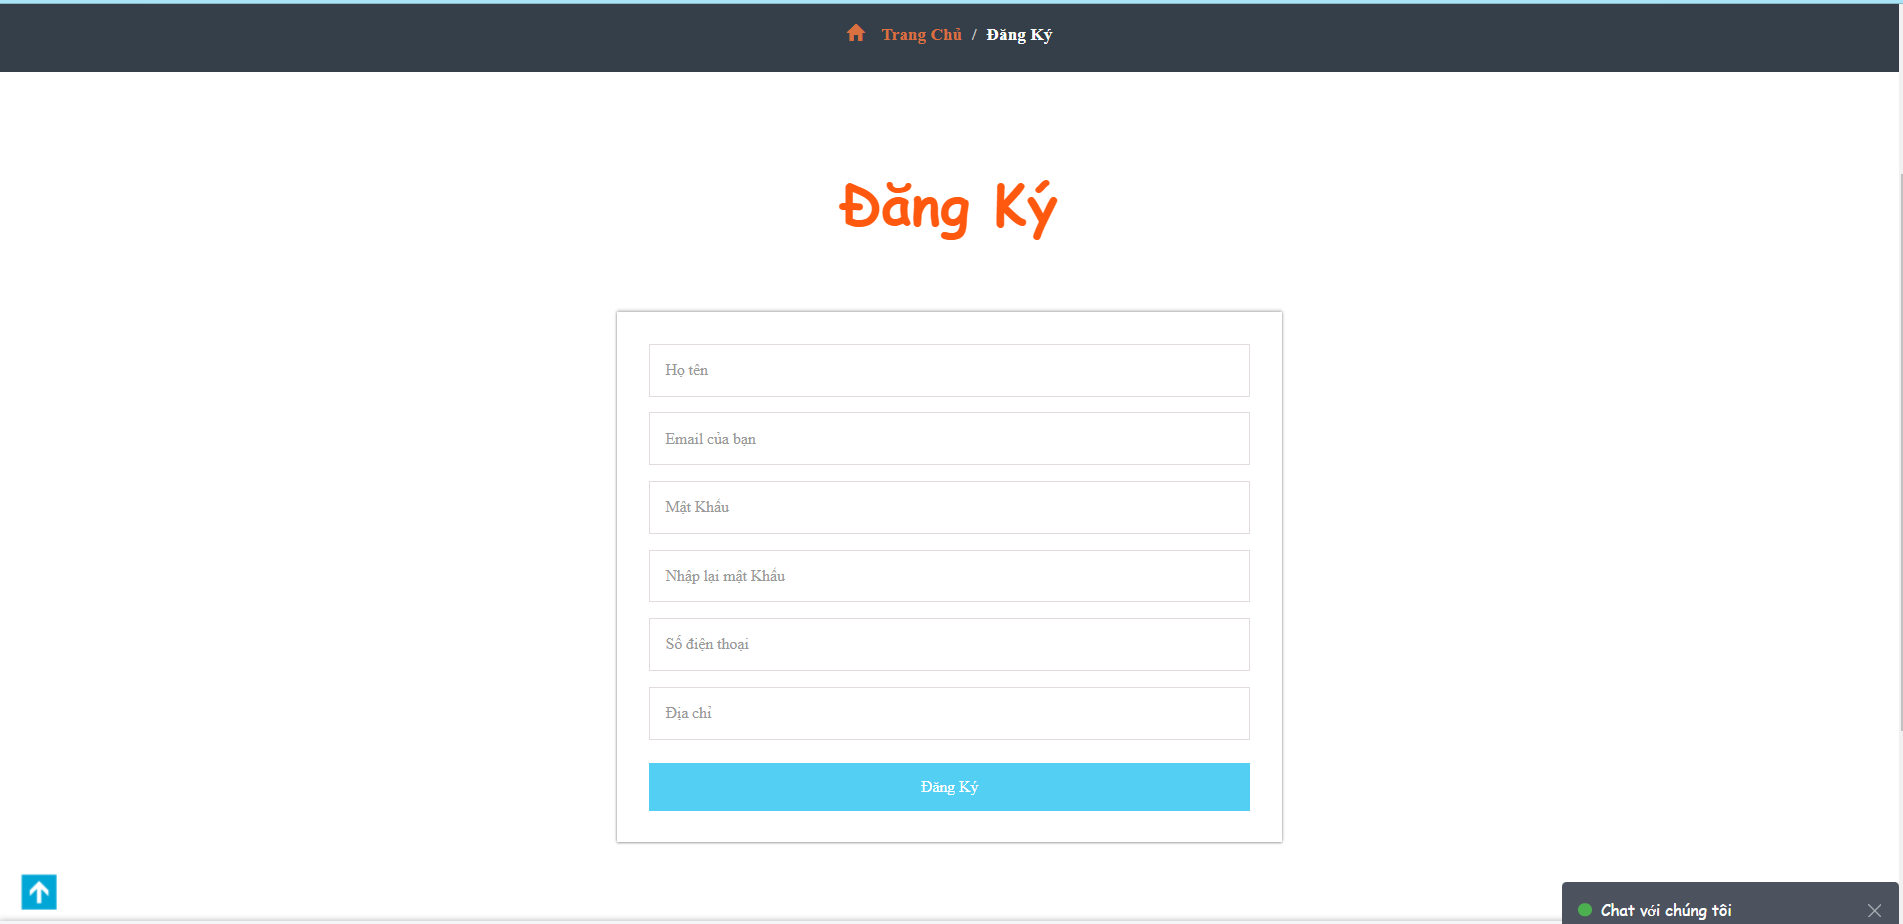 Trang Chủ / Đăng Ký
Đăng Ký
Họ tên
Email của bạn
Mật Khẩu
Nhập lại mật Khẩu
Số điện thoại
Địa chỉ
Đăng Ký
Chat với chúng tôi